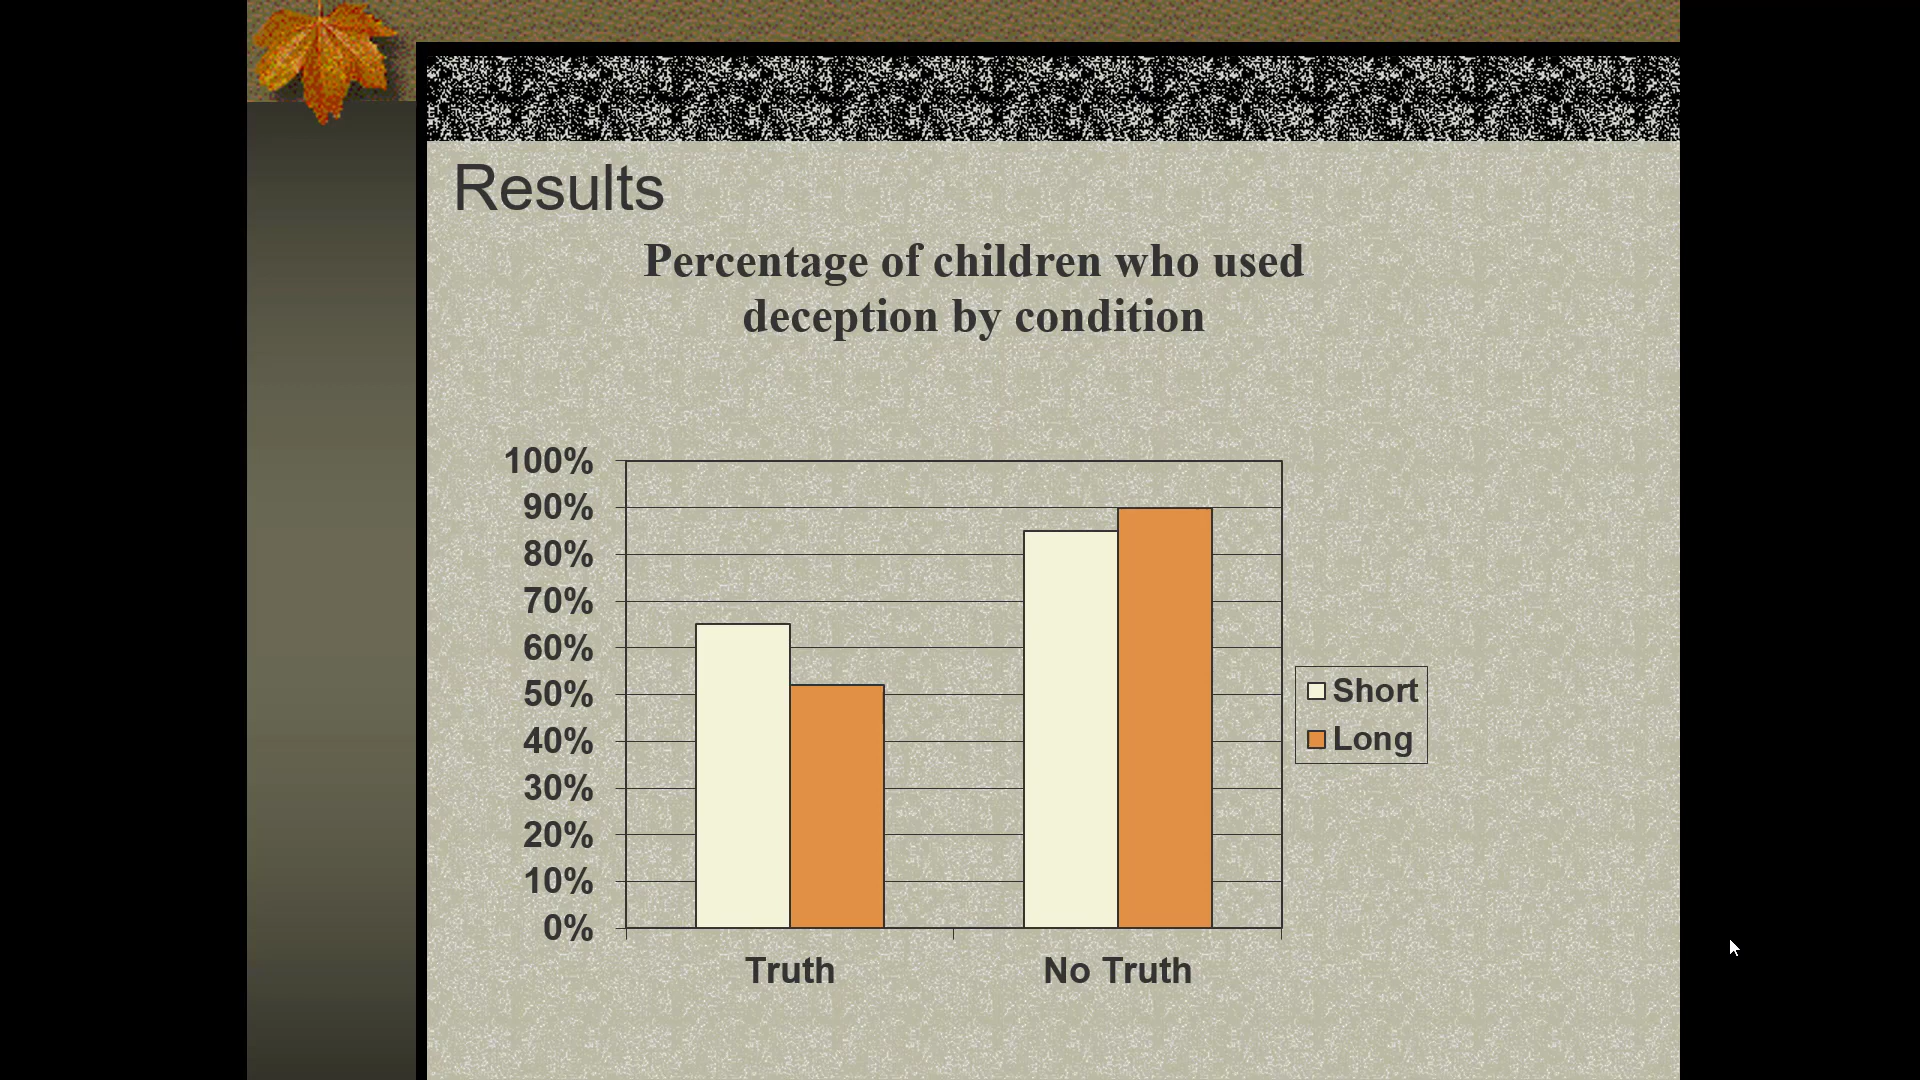 Results
Percentage of children who used
deception by condition
100%
90%
80%
70%
60%
50%
40%
30%
20%
10%
0%
Truth
No Truth
Short
Long